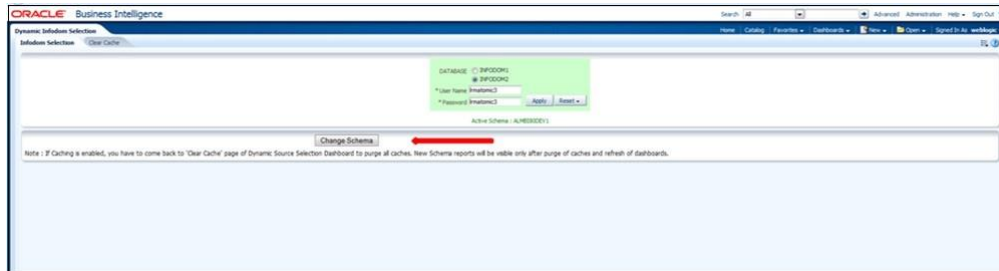 ORACLE Business Intelligence
Search All Advanced Administration Help Sign Out
Dynamic Infodom Selection
Home Catalog Favorites Dashboards New Open Signed In As weblogic
Infodom Selection Clear Cache
DATABASE INFODOM1
INFODOM2
* User Name
* Password Apply Reset
Active Schema :
Change Schema
Note : If Caching is enabled, you have to come back to 'Clear Cache' page of Dynamic Source Selection Dashboard to purge all caches. New Schema reports will be visible only after purge of caches and refresh of dashboards.